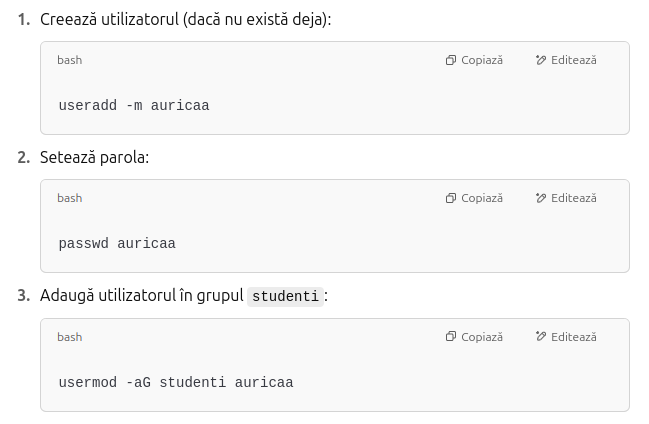 1. Creează utilizatorul (dacă nu există deja):
bash Copiază Editează
useradd -m auricaa
2. Setează parola:
bash Copiază Editează
passwd auricaa
3. Adaugă utilizatorul în grupul studenti:
bash Copiază Editează
usermod -aG studenti auricaa